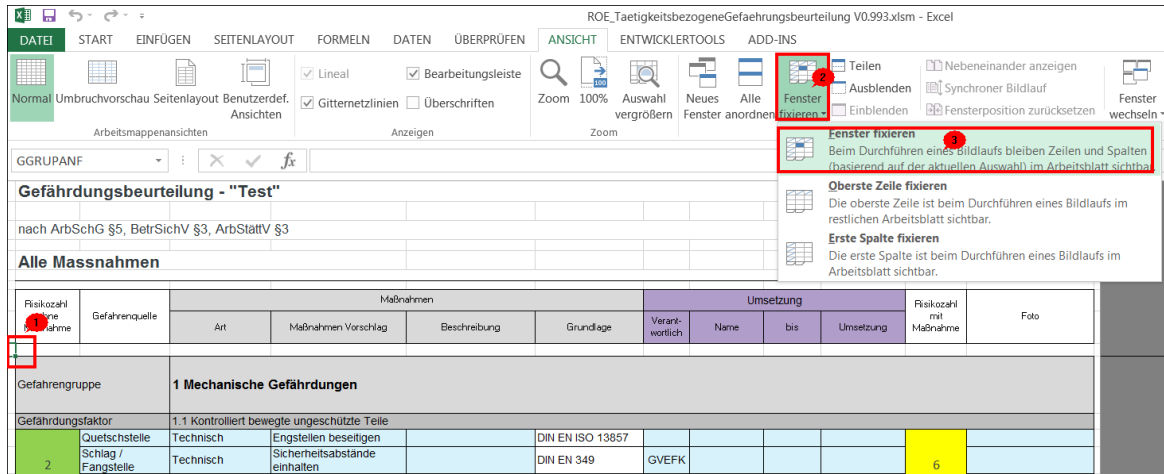 ROE_TaetigkeitsbezogeneGefaehrungsbeurteilung V0.993.xlsm - Excel
DATEI START EINFÜGEN SEITENLAYOUT FORMELN DATEN ÜBERPRÜFEN ANSICHT ENTWICKLERTOOLS ADD-INS
Normal Umbruchvorschau Seitenlayout Benutzerdef. Ansichten
Arbeitsmappenansichten
Lineal Bearbeitungsleiste
Gitternetzlinien Überschriften
Anzeigen
Zoom 100% Auswahl vergrößern
Zoom
Neues Fenster Alle anordnen Fenster fixieren
2
Teilen
Ausblenden
Einblenden
Nebeneinander anzeigen
Synchroner Bildlauf
Fensterposition zurücksetzen
Fenster wechseln
Fenster fixieren
3
Beim Durchführen eines Bildlaufs bleiben Zeilen und Spalten
(basierend auf der aktuellen Auswahl) im Arbeitsblatt sichtbar.
Oberste Zeile fixieren
Die oberste Zeile ist beim Durchführen eines Bildlaufs im
restlichen Arbeitsblatt sichtbar.
Erste Spalte fixieren
Die erste Spalte ist beim Durchführen eines Bildlaufs im
Arbeitsblatt sichtbar.
GGRUPANF fx
Gefährdungsbeurteilung - "Test"
nach ArbSchG §5, BetrSichV §3, ArbStättV §3
Alle Massnahmen
Risikozahl ohne Maßnahme
1
Gefahrenquelle
Maßnahmen
Art Maßnahmen Vorschlag Beschreibung Grundlage
Umsetzung
Verant-wortlich Name bis Umsetzung
Risikozahl mit Maßnahme
Foto
Gefahrengruppe 1 Mechanische Gefährdungen
Gefährdungsfaktor 1.1 Kontrolliert bewegte ungeschützte Teile
Quetschstelle Technisch Engstellen beseitigen DIN EN ISO 13857
2 Schlag / Fangstelle Technisch Sicherheitsabstände einhalten DIN EN 349 GVEFK 6